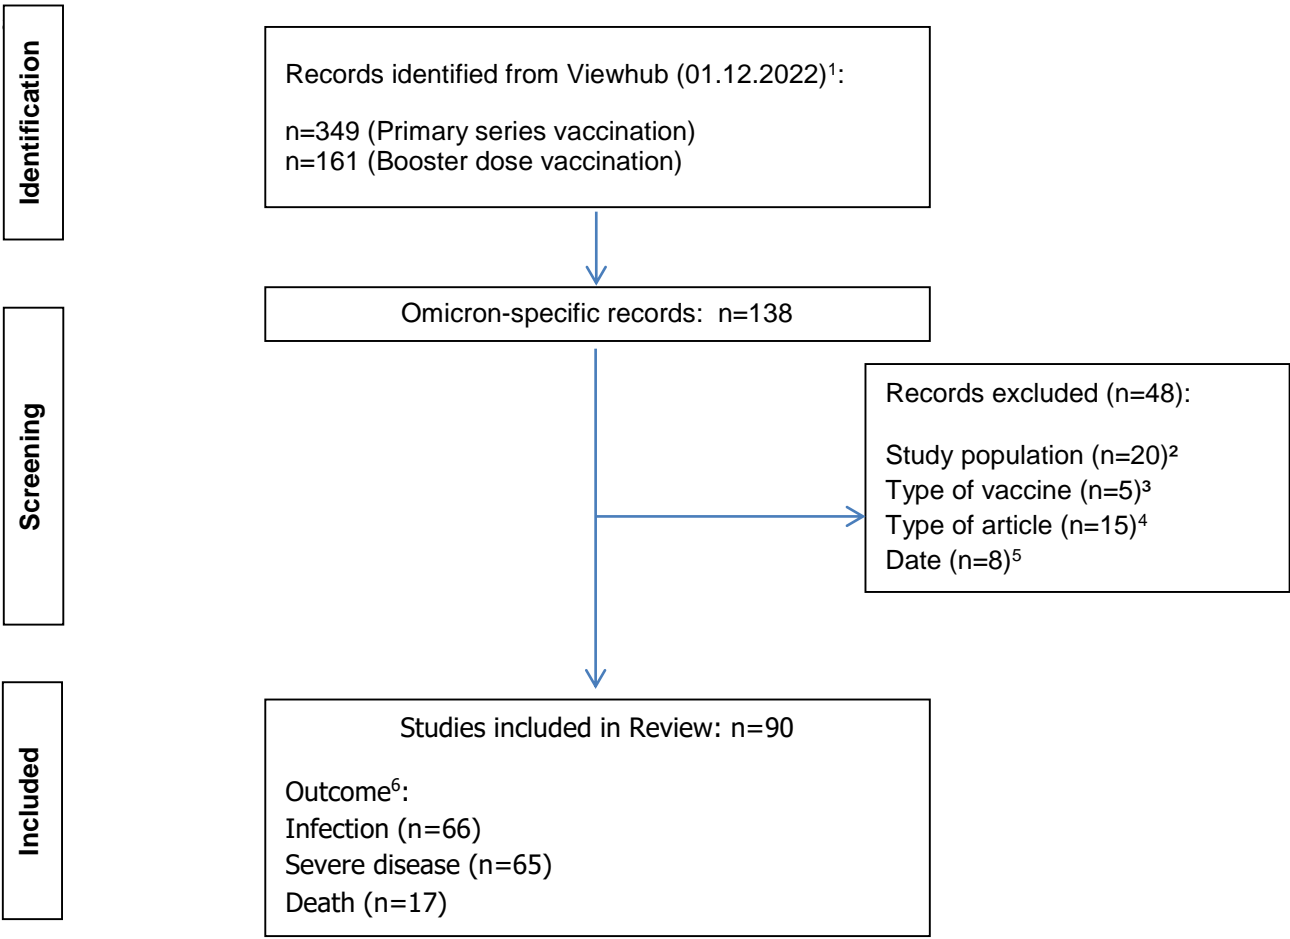 Identification
Records identified from Viewhub (01.12.2022)¹:
n=349 (Primary series vaccination)
n=161 (Booster dose vaccination)
Screening
Omicron-specific records: n=138
Records excluded (n=48):
Study population (n=20)²
Type of vaccine (n=5)³
Type of article (n=15)⁴
Date (n=8)⁵
Included
Studies included in Review: n=90
Outcome⁶:
Infection (n=66)
Severe disease (n=65)
Death (n=17)